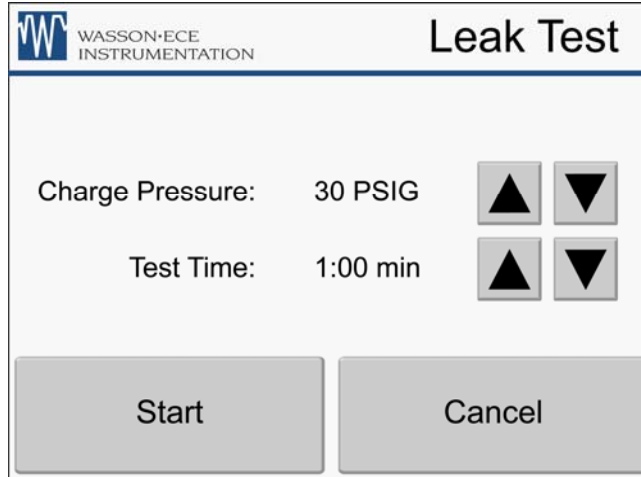 WASSON·ECE
INSTRUMENTATION
Leak Test
Charge Pressure: 30 PSIG
Test Time: 1:00 min
Start Cancel